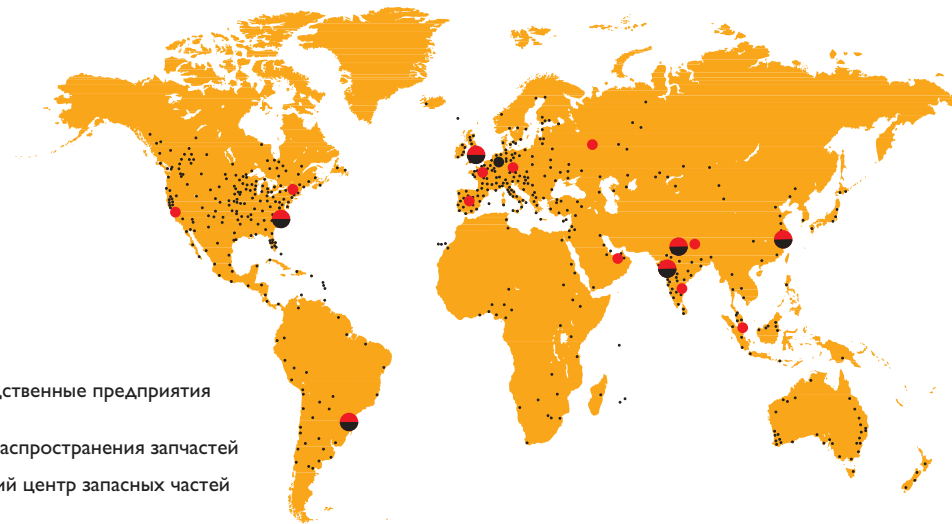 дственные предприятия
аспространения запчастей
ий центр запасных частей